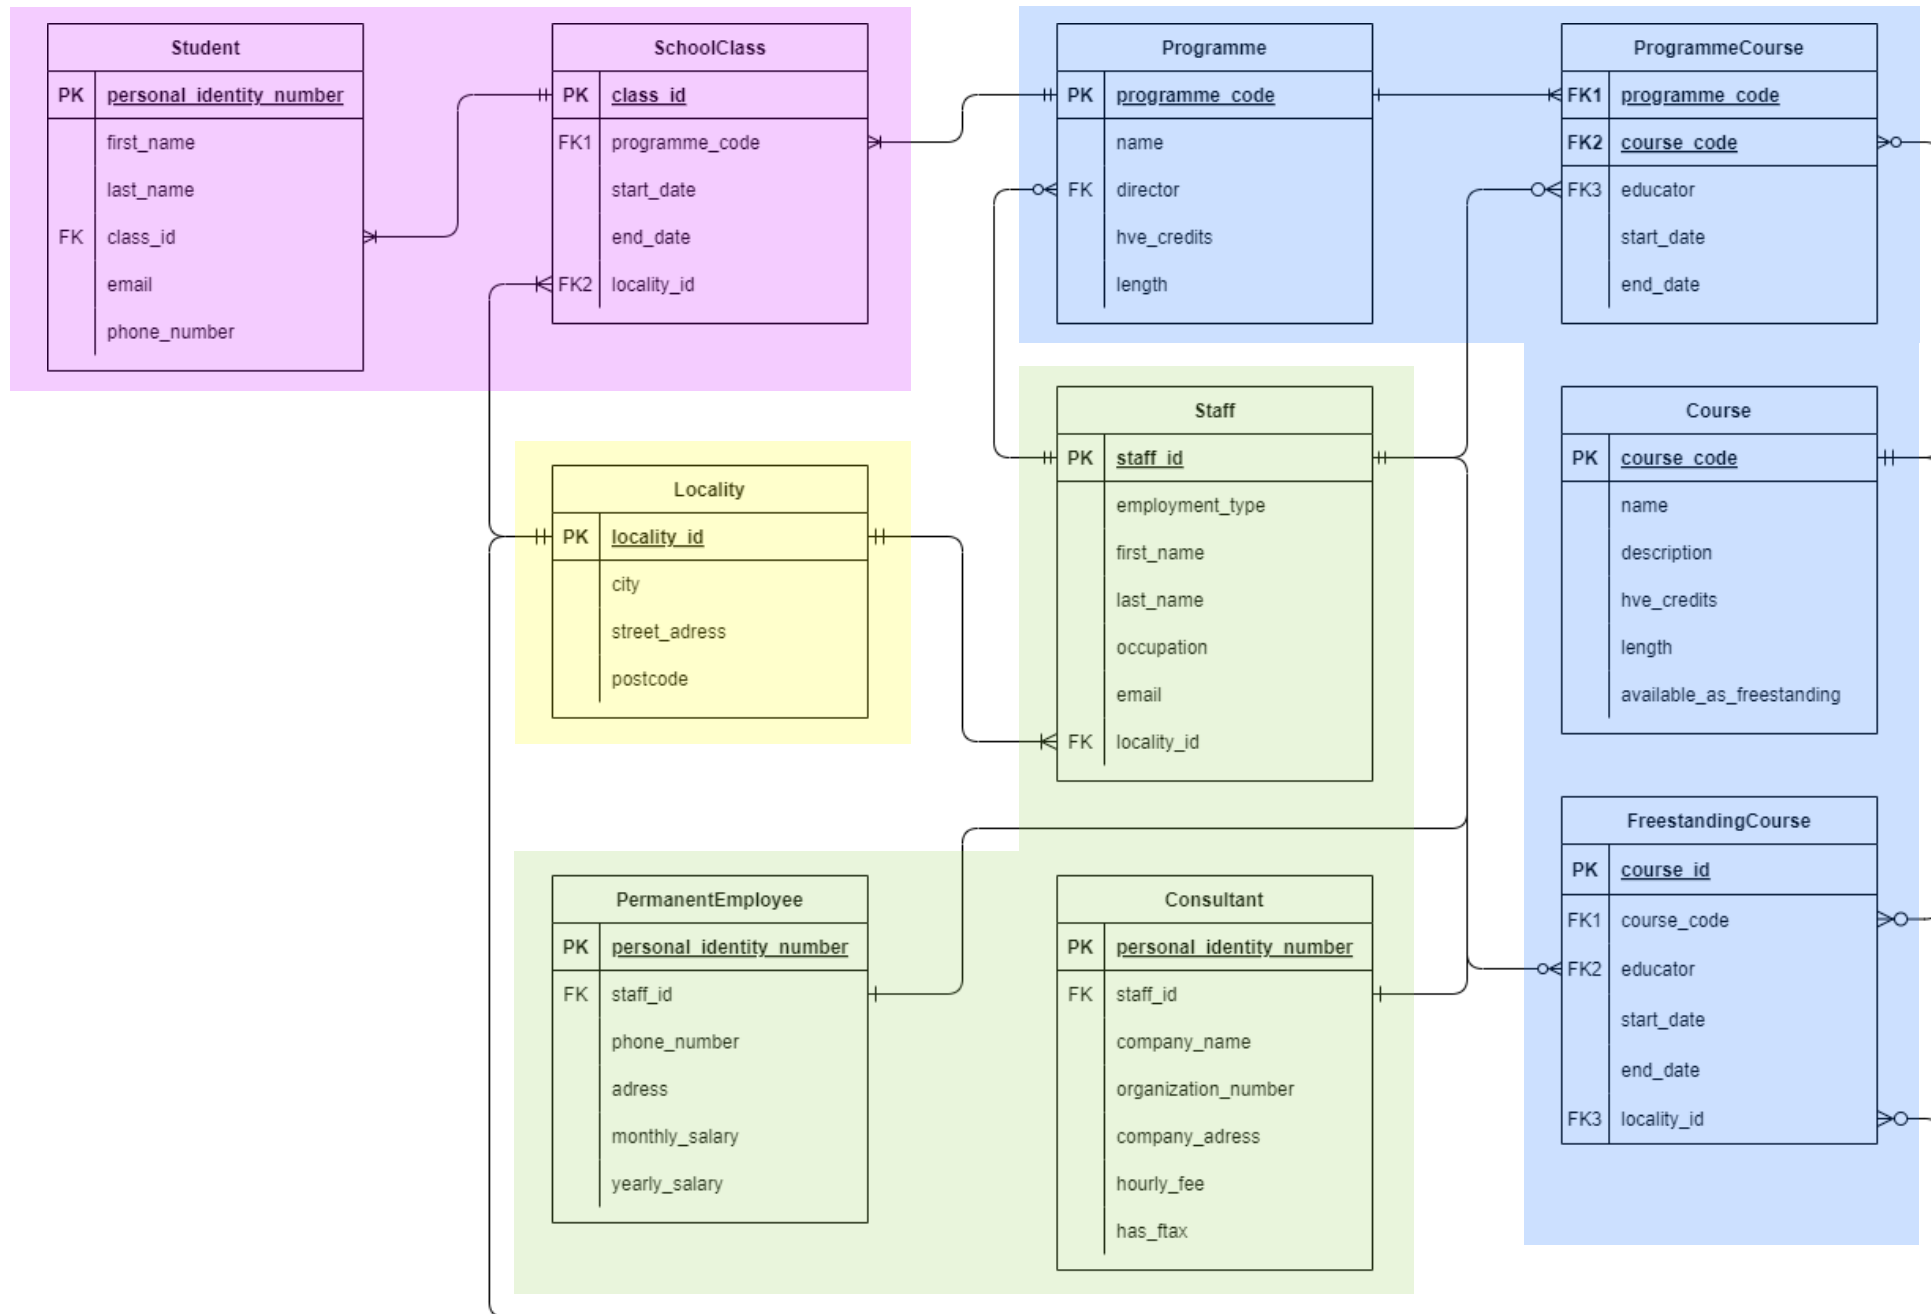 Student
PK personal_identity_number
first_name
last_name
FK class_id
email
phone_number
SchoolClass
PK class_id
FK1 programme_code
start_date
end_date
FK2 locality_id
Programme
PK programme_code
name
FK director
hve_credits
length
ProgrammeCourse
FK1 programme_code
FK2 course_code
FK3 educator
start_date
end_date
Locality
PK locality_id
city
street_adress
postcode
Staff
PK staff_id
employment_type
first_name
last_name
occupation
email
FK locality_id
Course
PK course_code
name
description
hve_credits
length
available_as_freestanding
PermanentEmployee
PK personal_identity_number
FK staff_id
phone_number
adress
monthly_salary
yearly_salary
Consultant
PK personal_identity_number
FK staff_id
company_name
organization_number
company_adress
hourly_fee
has_ftax
FreestandingCourse
PK course_id
FK1 course_code
FK2 educator
start_date
end_date
FK3 locality_id